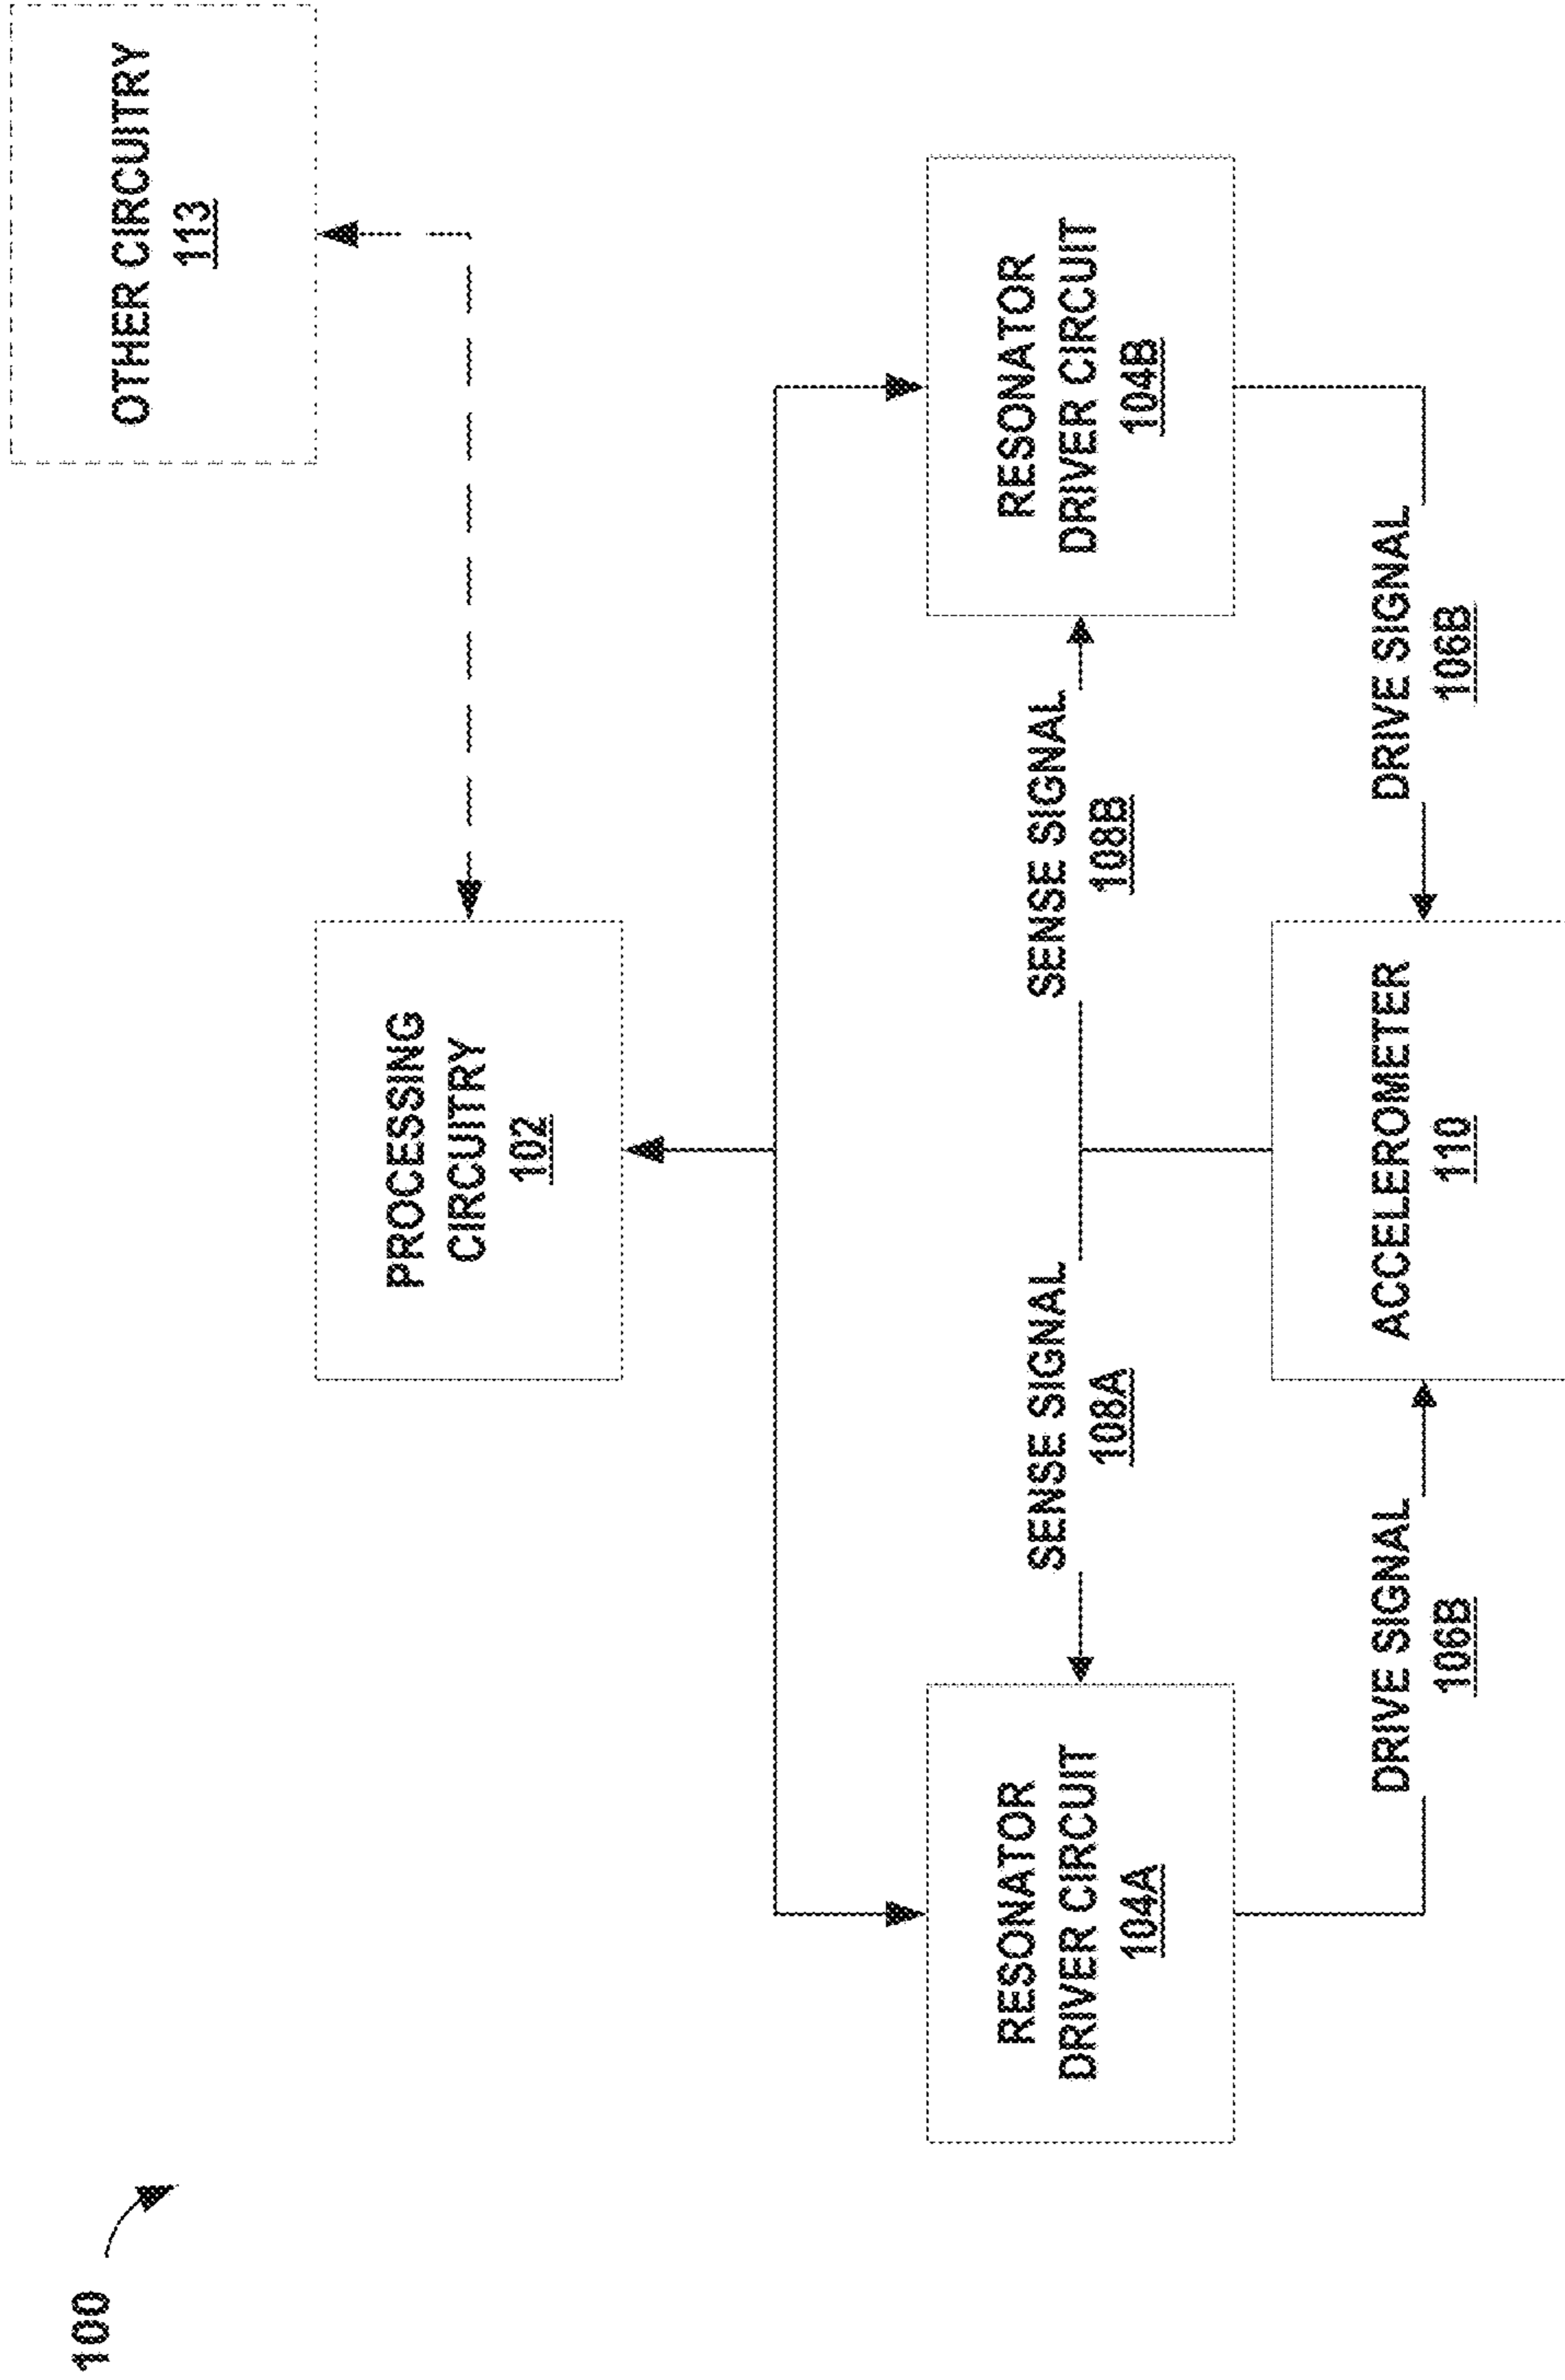 100
OTHER CIRCUITRY
113
PROCESSING
CIRCUITRY
102
RESONATOR
DRIVER CIRCUIT
104A
SENSE SIGNAL
108A
SENSE SIGNAL
108B
RESONATOR
DRIVER CIRCUIT
104B
DRIVE SIGNAL
106B
ACCELEROMETER
110
DRIVE SIGNAL
106B